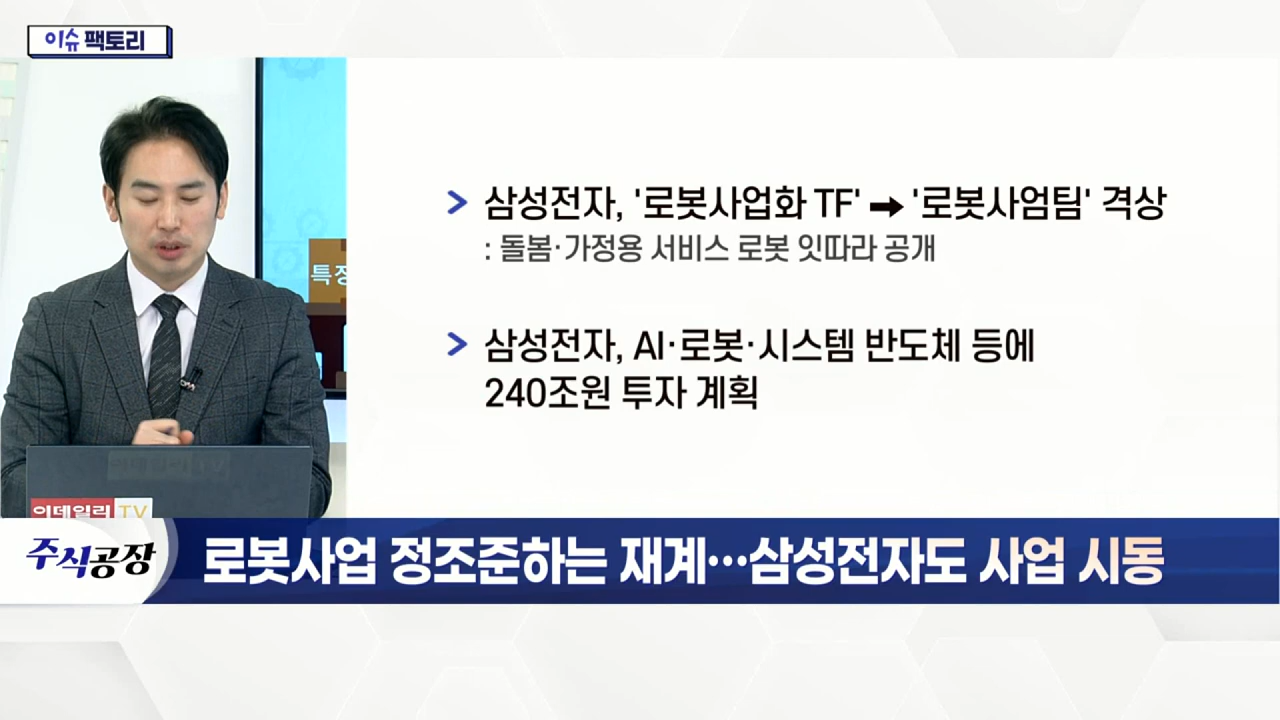 이슈 팩토리
특징
> 삼성전자, '로봇사업화 TF' ➡ '로봇사엄팀' 격상
: 돌봄·가정용 서비스 로봇 잇따라 공개
> 삼성전자, AI·로봇·시스템 반도체 등에
240조원 투자 계획
이데일리 TV
주식공장
로봇사업 정조준하는 재계…삼성전자도 사업 시동